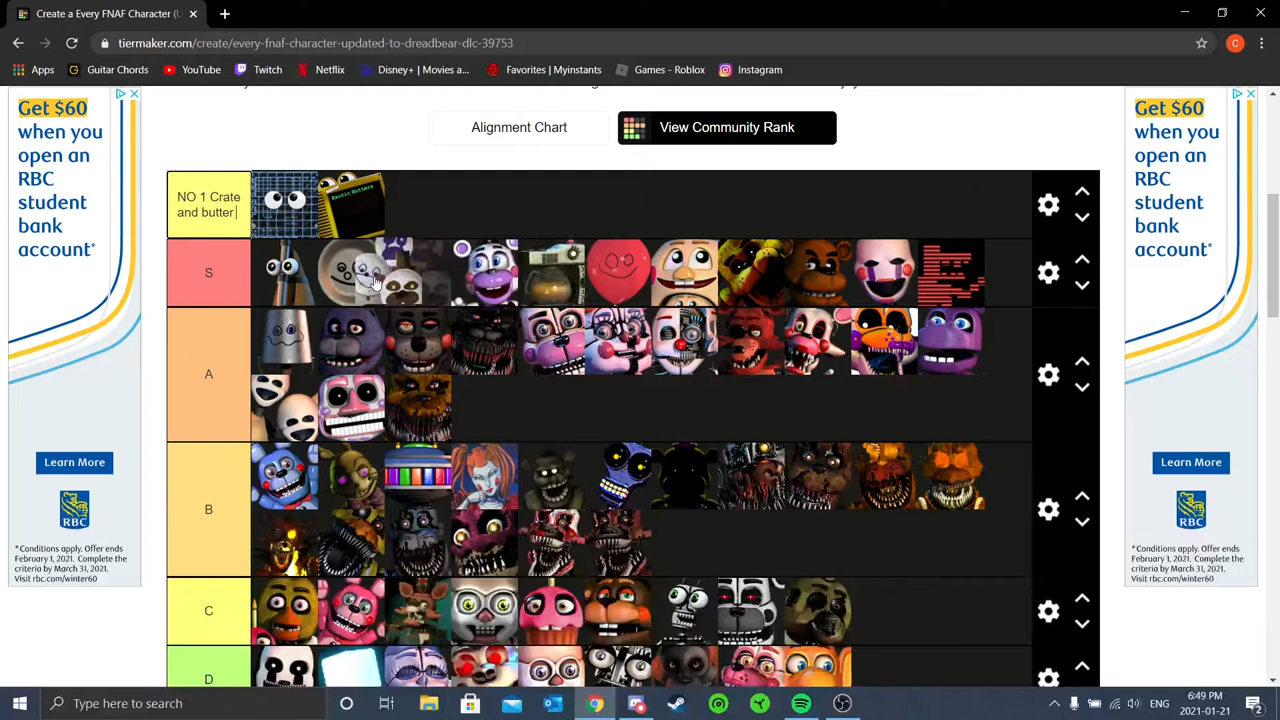 Create a Every FNAF Character (U
tiermaker.com/create/every-fnaf-character-updated-to-dreadbear-dlc-39753
C
Apps
Guitar Chords
YouTube
Twitch
Netflix
Disney+ | Movies a...
Favorites | Myinstants
Games - Roblox
Instagram
Get $60
when you
open an
RBC
student
bank
account*
Learn More
RBC
*Conditions apply. Offer ends
February 1, 2021. Complete the
criteria by March 31, 2021.
Visit rbc.com/winter60
Alignment Chart
View Community Rank
NO 1 Crate
and butter
Exotic Butters
S
A
B
C
D
Get $60
when you
open an
RBC
student
bank
account*
Learn More
RBC
*Conditions apply. Offer ends
February 1, 2021. Complete the
criteria by March 31, 2021.
Visit rbc.com/winter60
Type here to search
ENG
6:49 PM
2021-01-21
2